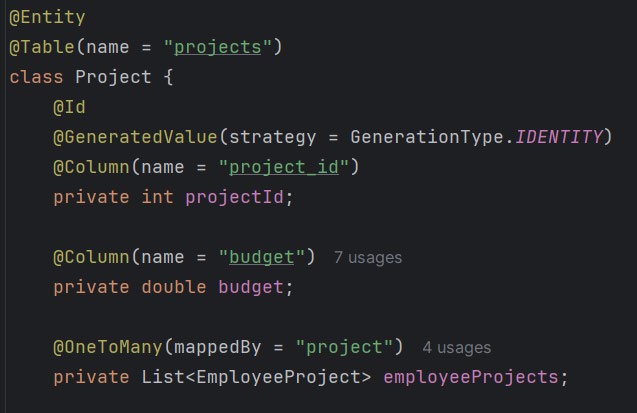 @Entity
@Table(name = "projects")
class Project {
@Id
@GeneratedValue(strategy = GenerationType.IDENTITY)
@Column(name = "project_id")
private int projectId;
@Column(name = "budget") 7 usages
private double budget;
@OneToMany(mappedBy = "project") 4 usages
private List<EmployeeProject> employeeProjects;